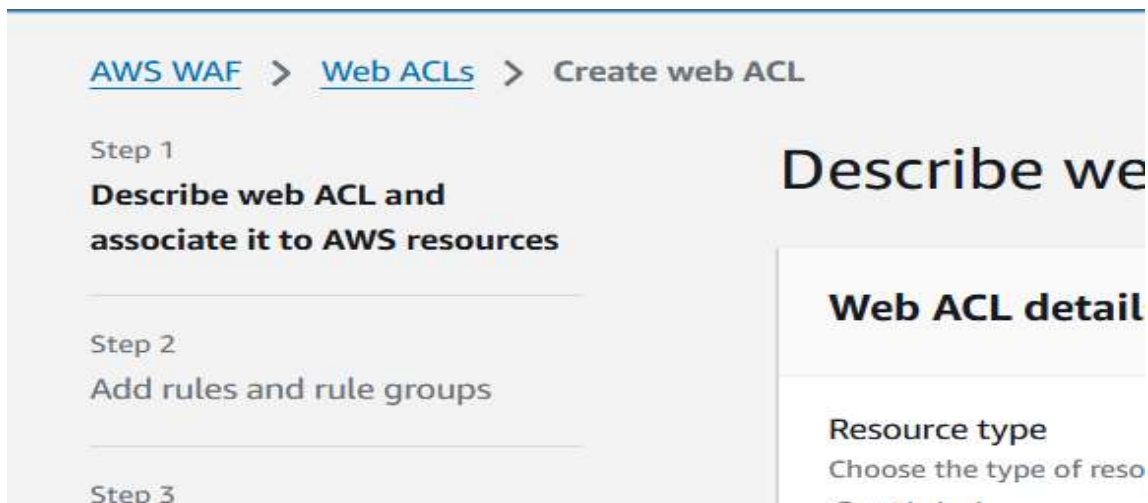 AWS WAF > Web ACLs > Create web ACL
Step 1
Describe web ACL and
associate it to AWS resources
Step 2
Add rules and rule groups
Step 3
Describe we
Web ACL detail
Resource type
Choose the type of reso